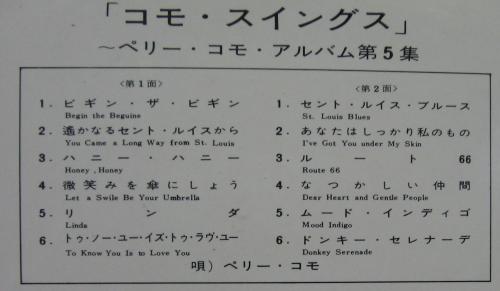 「コモ・スイングス」
～ペリー・コモ・アルバム第5集
<第1面>
1. ビギン・ザ・ビギン
Begin the Beguine
2. 遙かなるセント・ルイスから
You Came a Long Way from St. Louis
3. ハニー・ハニー
Honey, Honey
4. 微笑みを傘にしょう
Let a Swile Be Your Umbrella
5. リンダ
Linda
6. トゥ・ノー・ユー・イズ・トゥ・ラヴ・ユー
To Know You Is to Love You
<第2面>
1. セント・ルイス・ブルース
St. Louis Blues
2. あなたはしっかり私のもの
I've Got You under My Skin
3. ルート66
Route 66
4. なつかしい仲間
Dear Heart and Gentle People
5. ムード・インディゴ
Mood Indigo
6. ドンキー・セレナーデ
Donkey Serenade
唄）ペリー・コモ